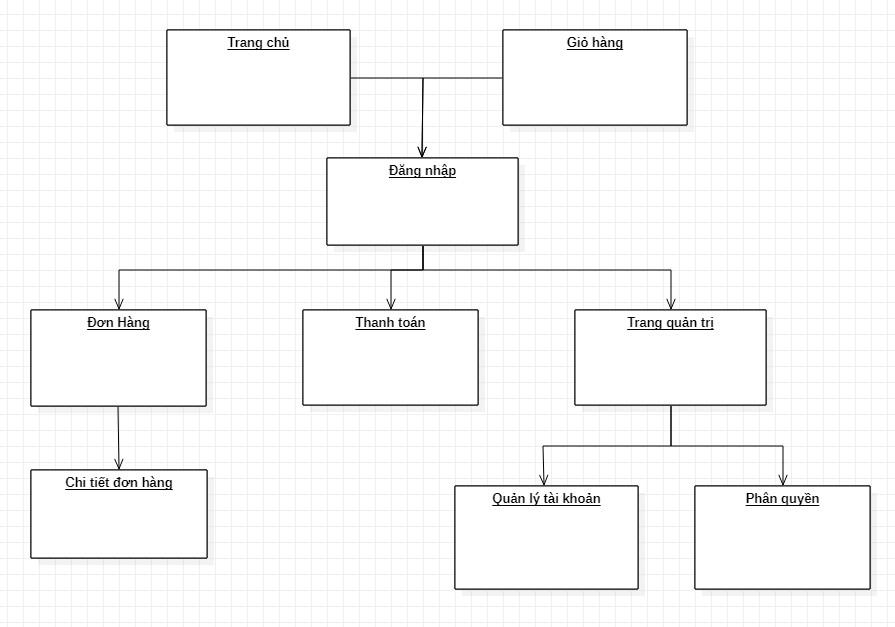 Trang chủ
Giỏ hàng
Đăng nhập
Đơn Hàng
Thanh toán
Trang quản trị
Chi tiết đơn hàng
Quản lý tài khoản
Phân quyền